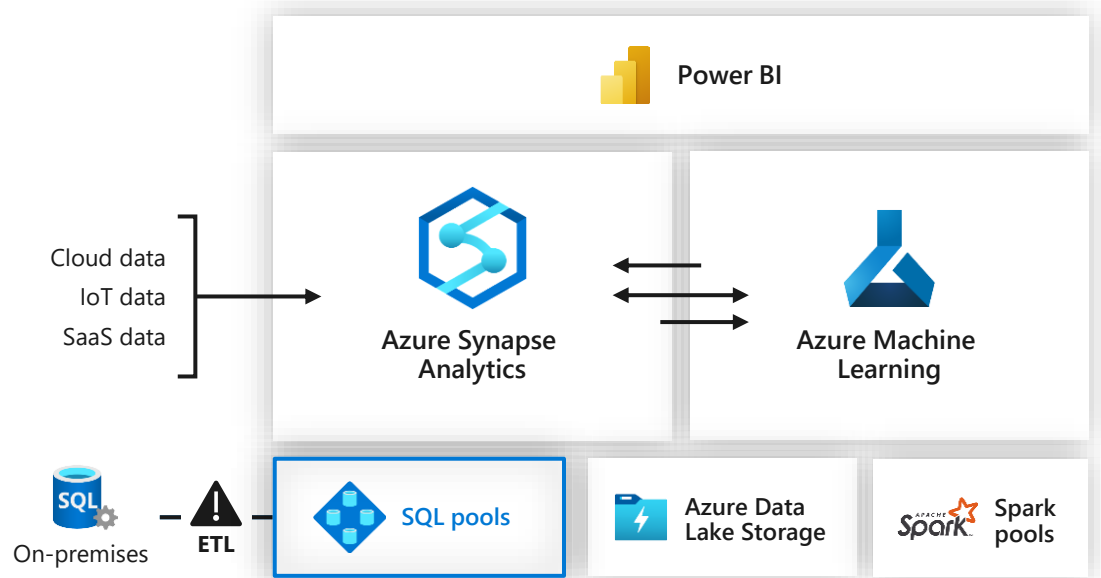 Power BI
Cloud data
IoT data
SaaS data
Azure Synapse
Analytics
Azure Machine
Learning
SQL
On-premises
ETL
SQL pools
Azure Data
Lake Storage
APACHE
Spark
Spark
pools